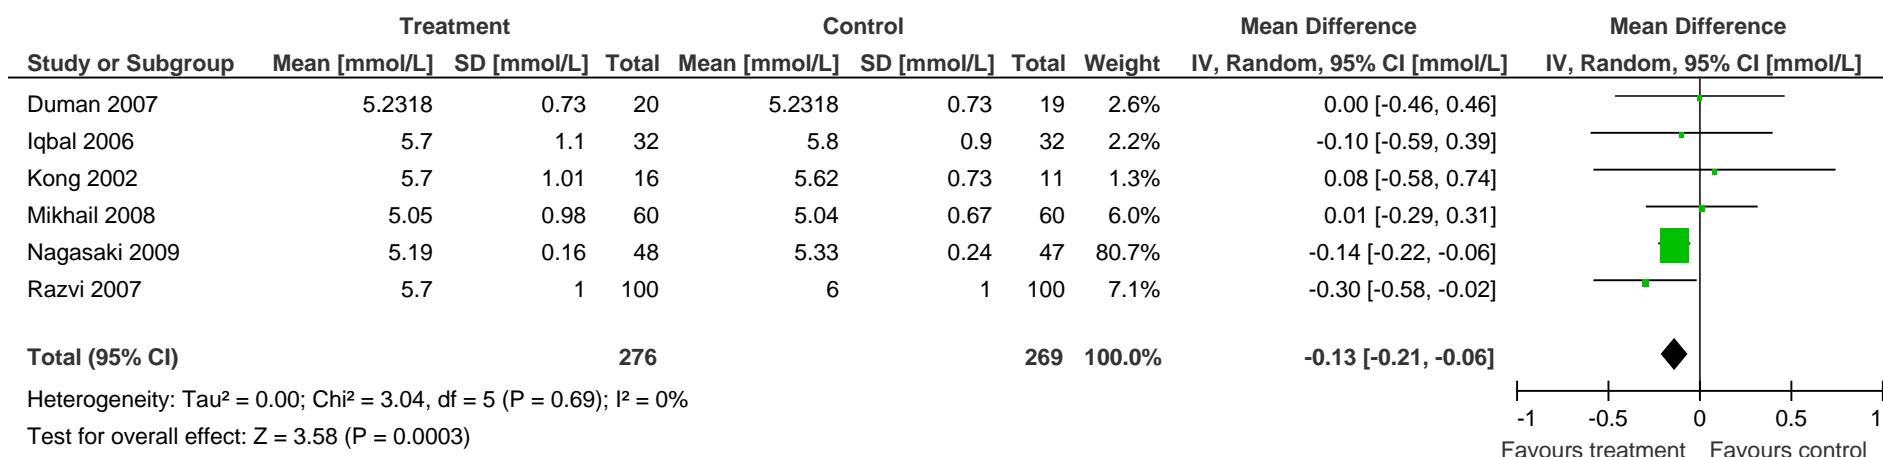 Treatment Control Mean Difference Mean Difference
Study or Subgroup Mean [mmol/L] SD [mmol/L] Total Mean [mmol/L] SD [mmol/L] Total Weight IV, Random, 95% CI [mmol/L] IV, Random, 95% CI [mmol/L]
Duman 2007 5.2318 0.73 20 5.2318 0.73 19 2.6% 0.00 [-0.46, 0.46]
Iqbal 2006 5.7 1.1 32 5.8 0.9 32 2.2% -0.10 [-0.59, 0.39]
Kong 2002 5.7 1.01 16 5.62 0.73 11 1.3% 0.08 [-0.58, 0.74]
Mikhail 2008 5.05 0.98 60 5.04 0.67 60 6.0% 0.01 [-0.29, 0.31]
Nagasaki 2009 5.19 0.16 48 5.33 0.24 47 80.7% -0.14 [-0.22, -0.06]
Razvi 2007 5.7 1 100 6 1 100 7.1% -0.30 [-0.58, -0.02]
Total (95% CI) 276 269 100.0% -0.13 [-0.21, -0.06]
Heterogeneity: Tau² = 0.00; Chi² = 3.04, df = 5 (P = 0.69); I² = 0%
Test for overall effect: Z = 3.58 (P = 0.0003)
-1 -0.5 0 0.5 1
Favours treatment Favours control